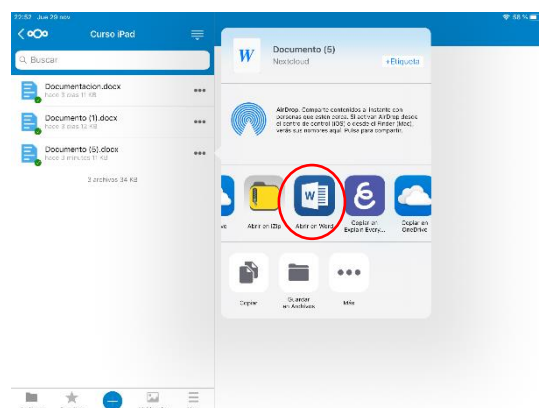 22:52 Jue 29 nov
58 %
Curso iPad
Buscar
Documentacion.docx
hace 3 días 11 KB
Documento (1).docx
hace 3 días 12 KB
Documento (5).docx
hace 2 minutos 11 KB
3 archivos 34 KB
W
Documento (5)
Nextcloud
+Etiqueta
AirDrop. Comparte contenidos al instante con
personas que estén cerca. Si activan AirDrop desde
el centro de control (iOS) o desde el Finder (Mac),
verás sus nombres aquí. Pulsa para compartir.
Abrir en iZip
Abrir en Word
Copiar en
Explain Every...
Copiar en
OneDrive
Copiar
Guardar
en Archivos
Más